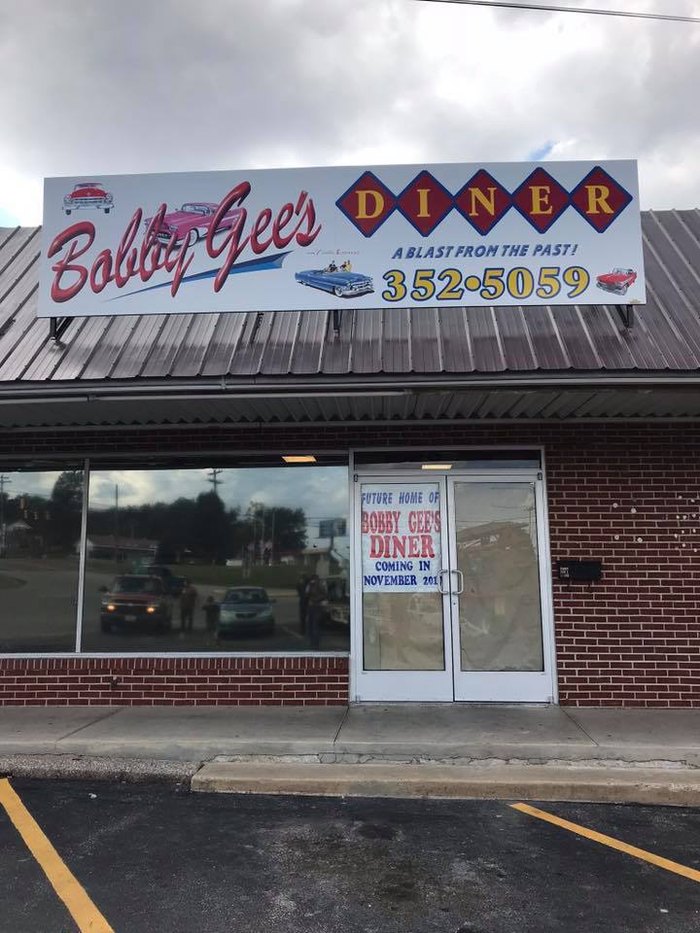 Bobby Gee's
DINER
A BLAST FROM THE PAST!
352•5059
FUTURE HOME OF
BOBBY GEE'S
DINER
COMING IN
NOVEMBER